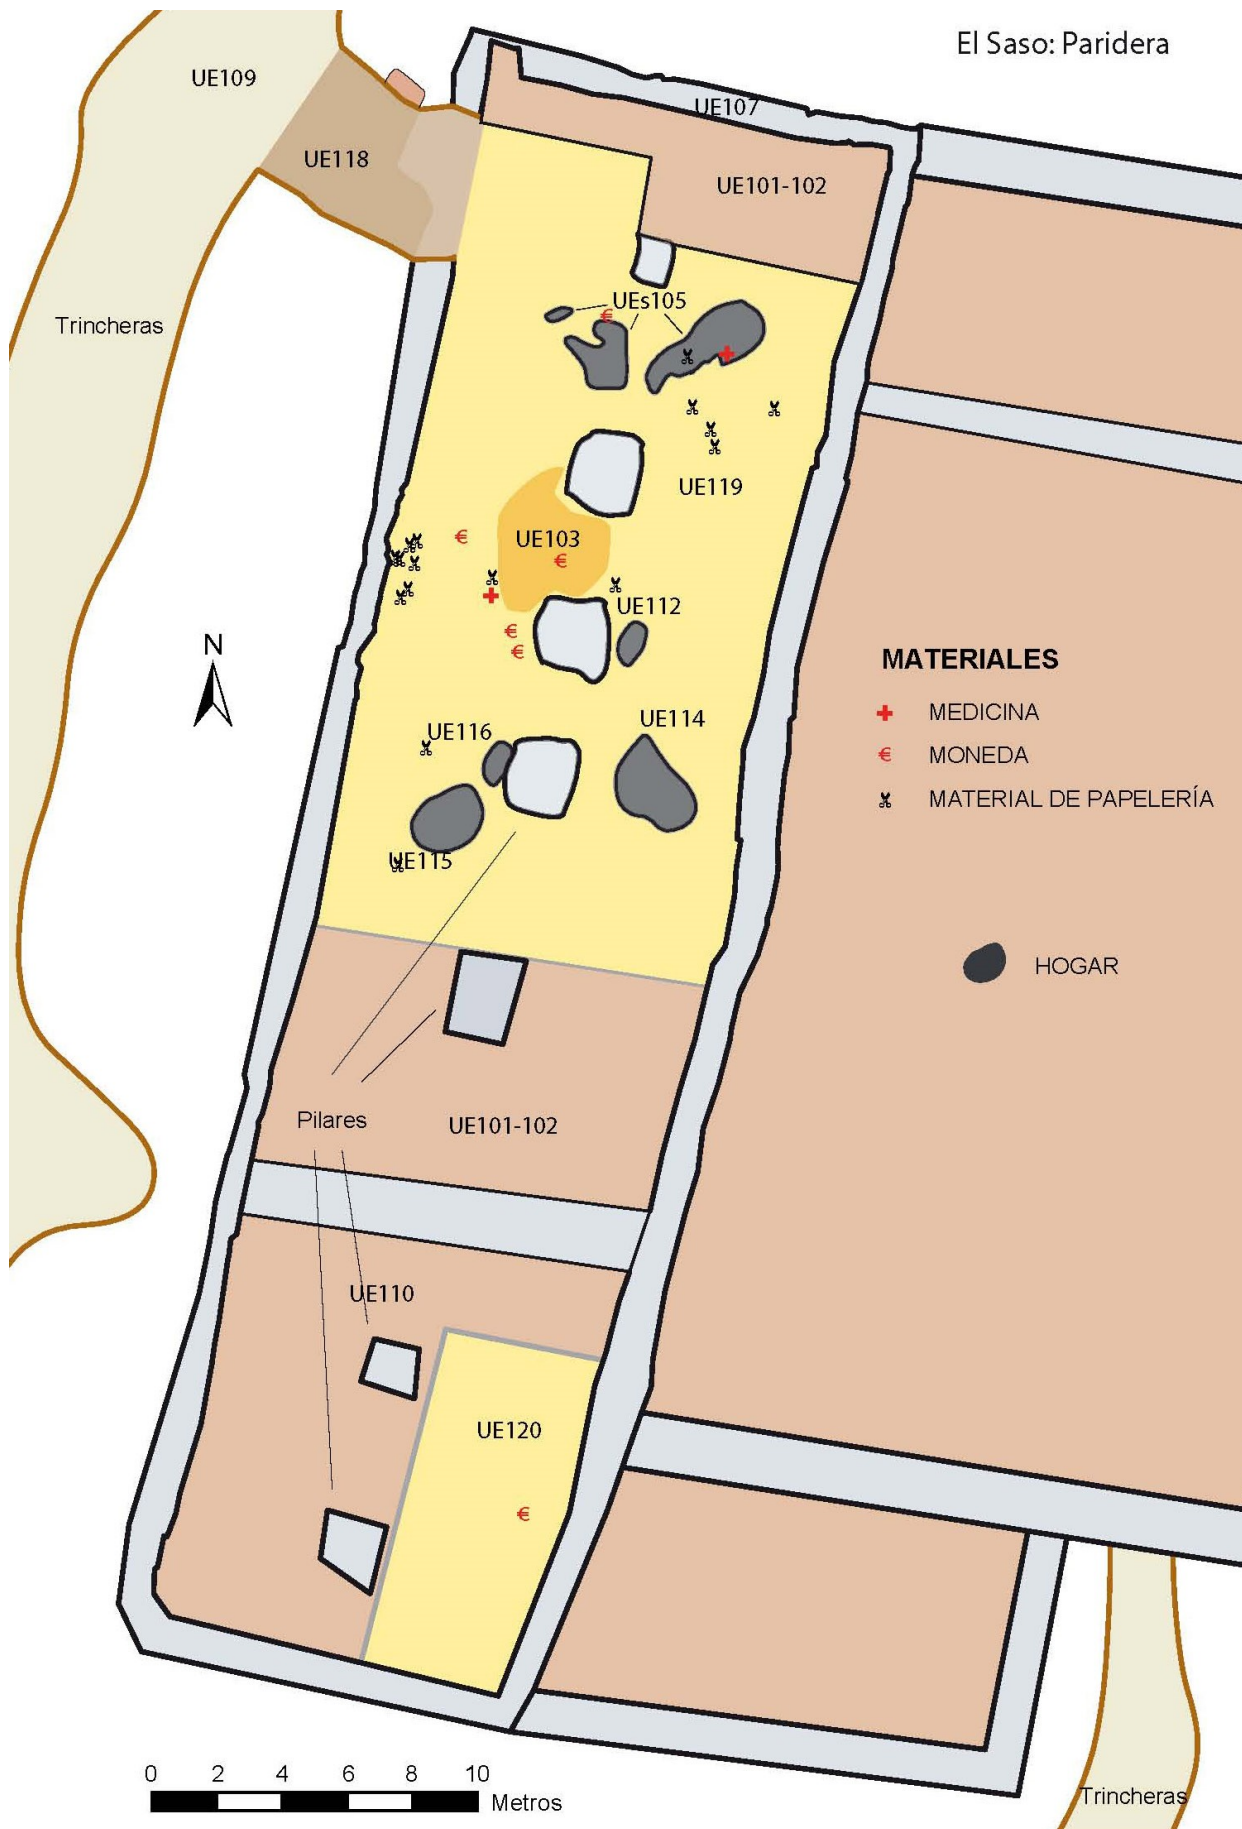 El Saso: Paridera
UE109
UE107
UE118
UE101-102
UEs105
Trincheras
UE119
UE103
UE112
N
MATERIALES
MEDICINA
UE114
UE116
MONEDA
MATERIAL DE PAPELERÍA
UE115
HOGAR
Pilares
UE101-102
UE110
UE120
0 2 4 6 8 10
Metros
Trincheras